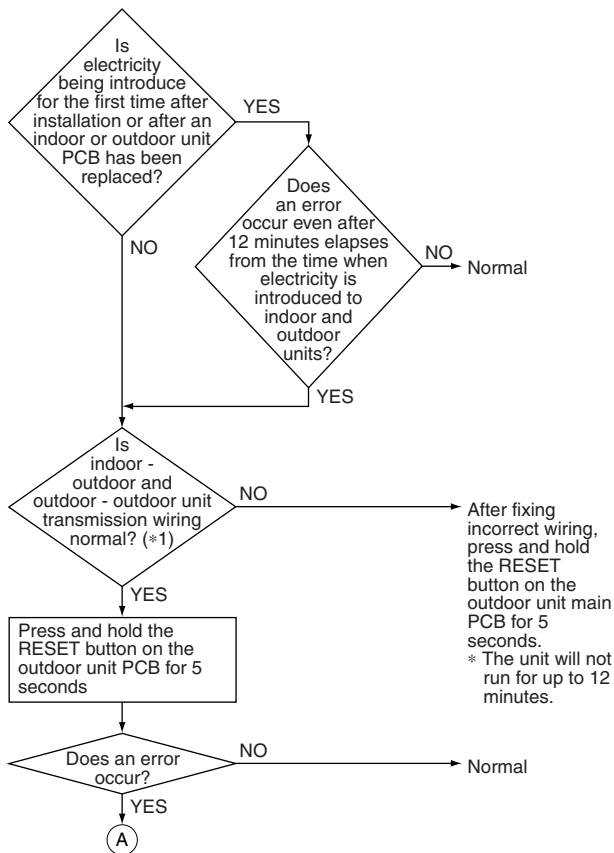 Is
electricity
being introduce
for the first time after
installation or after an
indoor or outdoor unit
PCB has been
replaced?
YES
NO
Does
an error
occur even after
12 minutes elapses
from the time when
electricity is
introduced to
indoor and
outdoor
units?
NO
Normal
YES
Is
indoor -
outdoor and
outdoor - outdoor unit
transmission wiring
normal? (*1)
NO
After fixing
incorrect wiring,
press and hold
the RESET
button on the
outdoor unit main
PCB for 5
seconds.
* The unit will not
run for up to 12
minutes.
YES
Press and hold the
RESET button on the
outdoor unit PCB for 5
seconds
Does an error
occur?
NO
Normal
YES
A